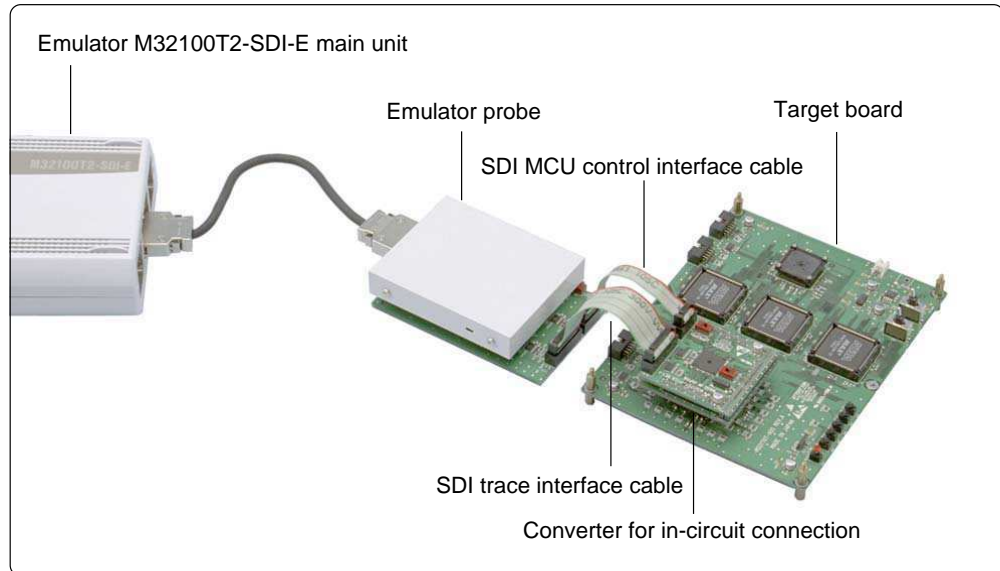 Emulator M32100T2-SDI-E main unit
Emulator probe
Target board
M32100T2-SDI-E
SDI MCU control interface cable
SDI trace interface cable
Converter for in-circuit connection